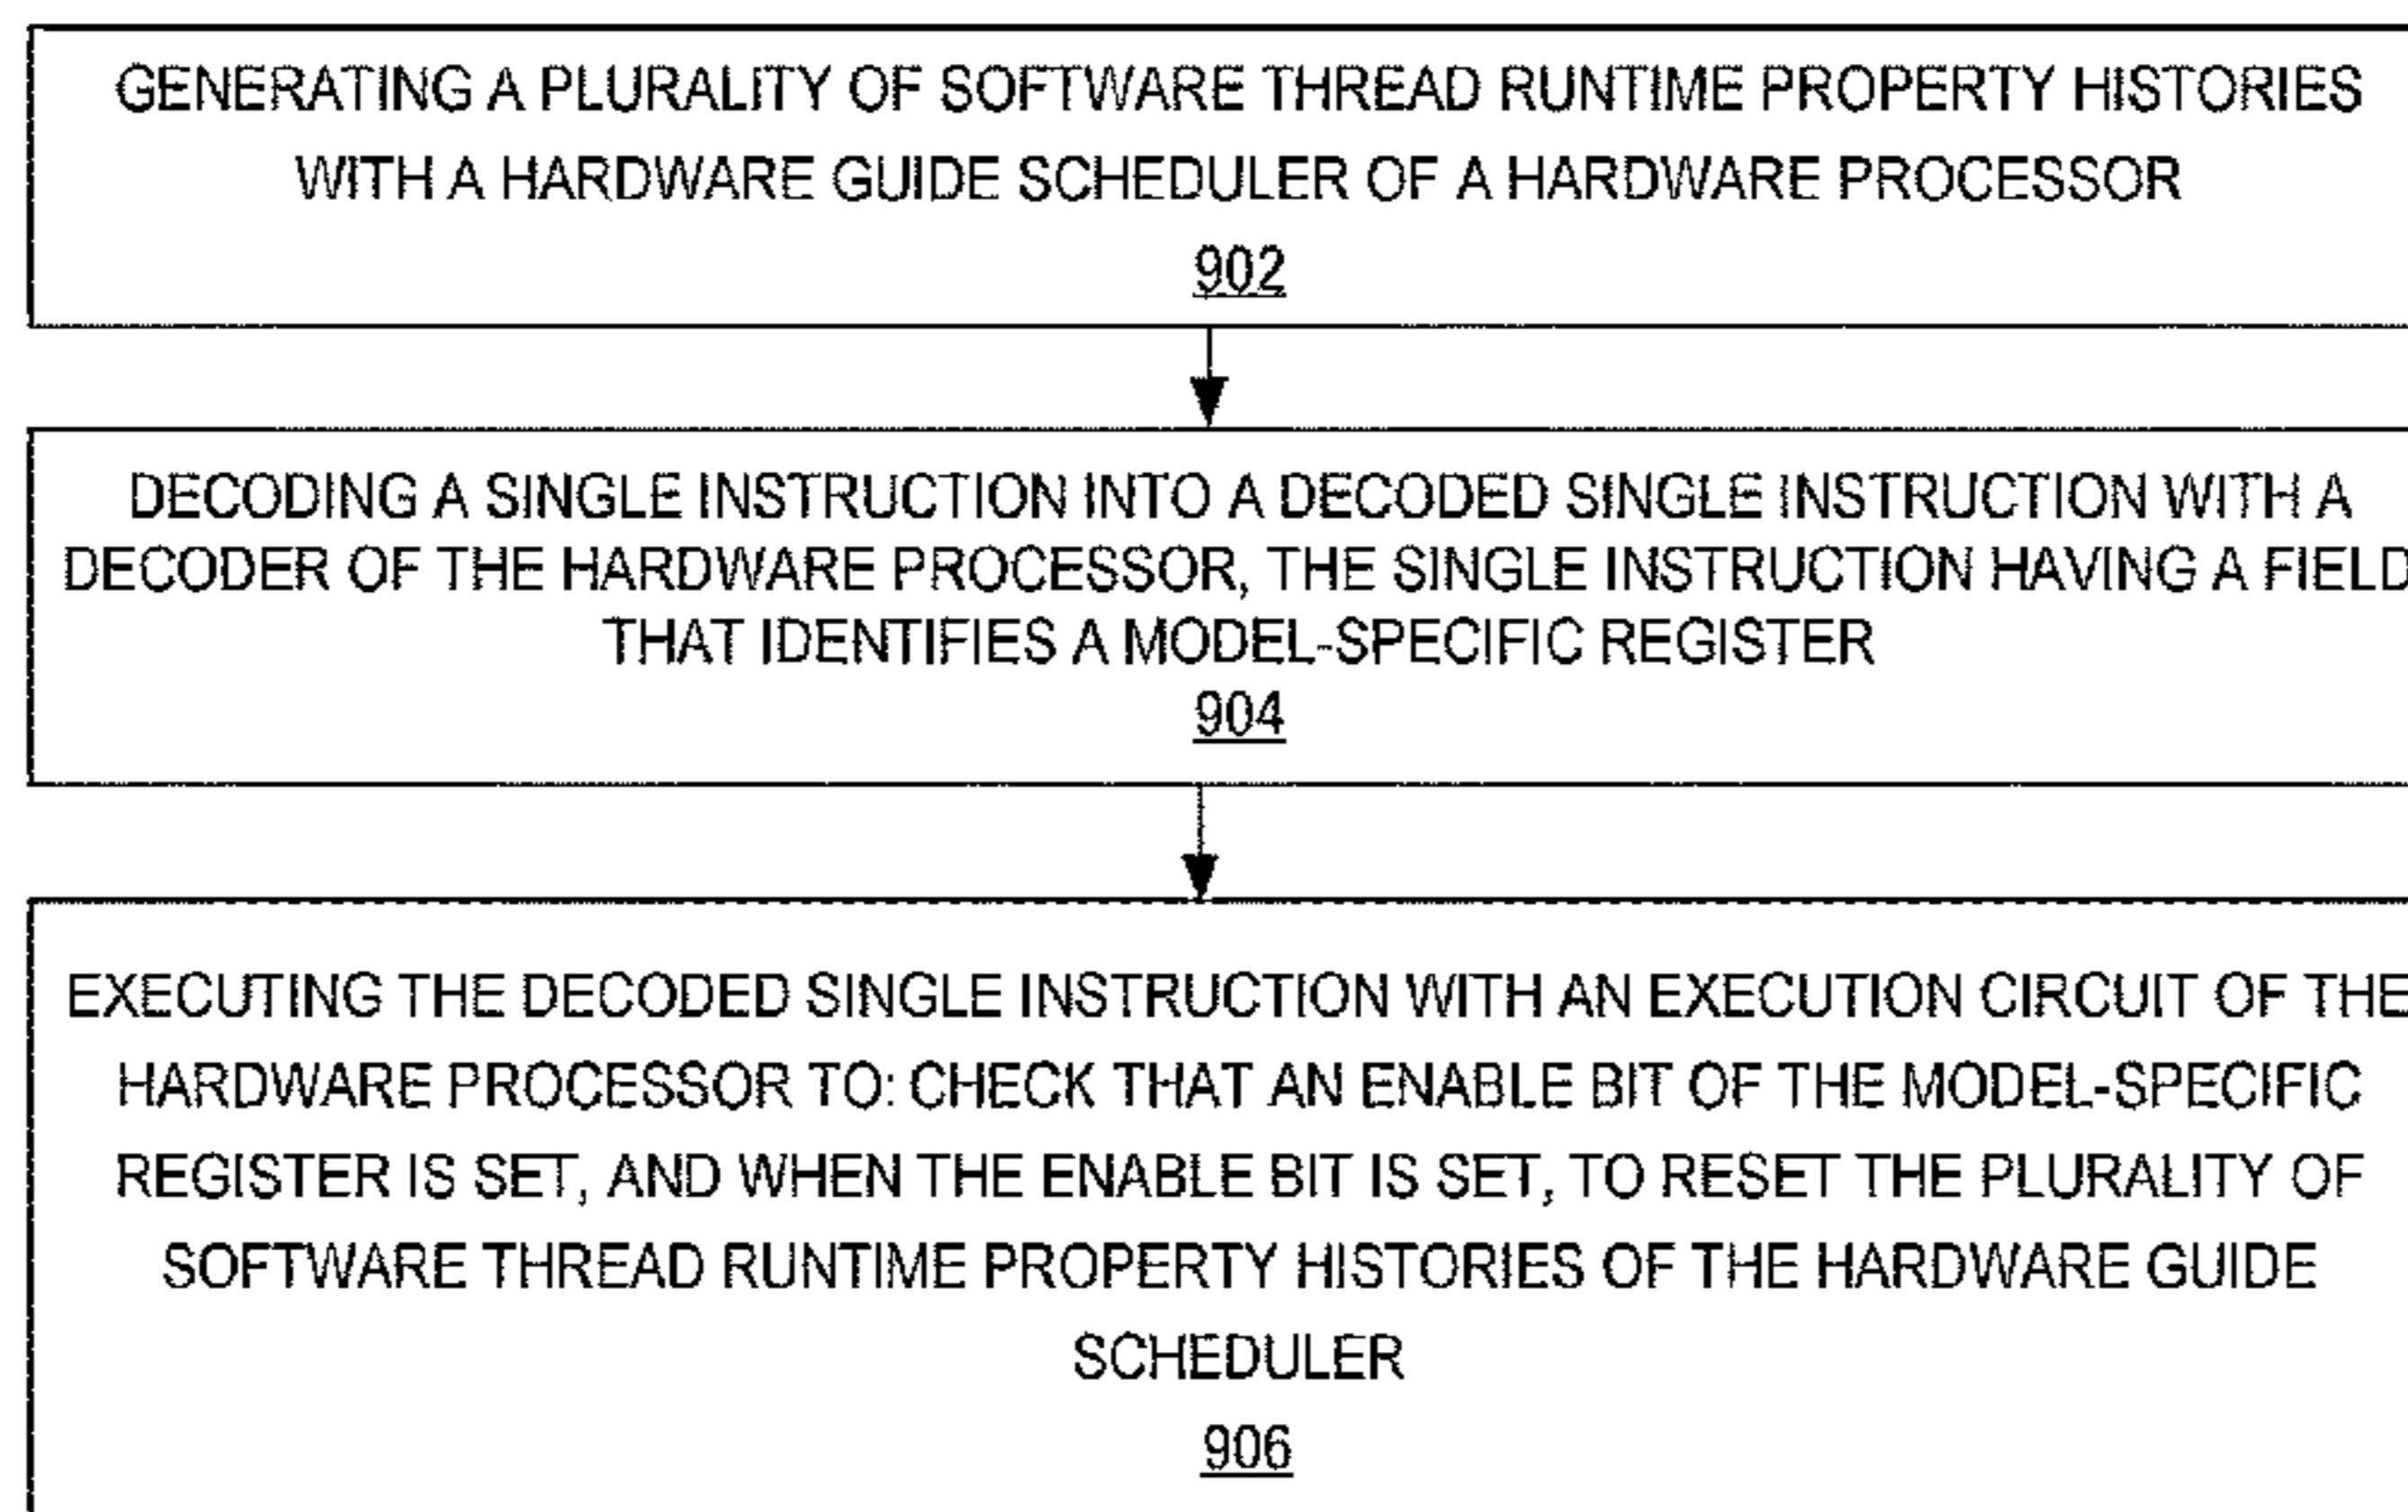 GENERATING A PLURALITY OF SOFTWARE THREAD RUNTIME PROPERTY HISTORIES
WITH A HARDWARE GUIDE SCHEDULER OF A HARDWARE PROCESSOR
902
DECODING A SINGLE INSTRUCTION INTO A DECODED SINGLE INSTRUCTION WITH A
DECODER OF THE HARDWARE PROCESSOR, THE SINGLE INSTRUCTION HAVING A FIELD
THAT IDENTIFIES A MODEL-SPECIFIC REGISTER
904
EXECUTING THE DECODED SINGLE INSTRUCTION WITH AN EXECUTION CIRCUIT OF THE
HARDWARE PROCESSOR TO: CHECK THAT AN ENABLE BIT OF THE MODEL-SPECIFIC
REGISTER IS SET, AND WHEN THE ENABLE BIT IS SET, TO RESET THE PLURALITY OF
SOFTWARE THREAD RUNTIME PROPERTY HISTORIES OF THE HARDWARE GUIDE
SCHEDULER
906